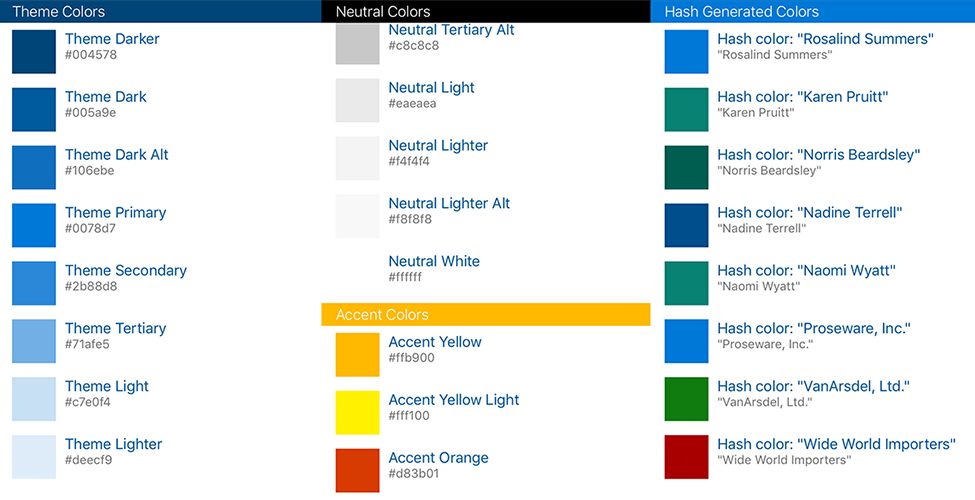 Theme Colors
Theme Darker
#004578
Theme Dark
#005a9e
Theme Dark Alt
#106ebe
Theme Primary
#0078d7
Theme Secondary
#2b88d8
Theme Tertiary
#71afe5
Theme Light
#c7e0f4
Theme Lighter
#deecf9
Neutral Colors
Neutral Tertiary Alt
#c8c8c8
Neutral Light
#eaeaea
Neutral Lighter
#f4f4f4
Neutral Lighter Alt
#f8f8f8
Neutral White
#ffffff
Accent Colors
Accent Yellow
#ffb900
Accent Yellow Light
#fff100
Accent Orange
#d83b01
Hash Generated Colors
Hash color: "Rosalind Summers"
"Rosalind Summers"
Hash color: "Karen Pruitt"
"Karen Pruitt"
Hash color: "Norris Beardsley"
"Norris Beardsley"
Hash color: "Nadine Terrell"
"Nadine Terrell"
Hash color: "Naomi Wyatt"
"Naomi Wyatt"
Hash color: "Proseware, Inc."
"Proseware, Inc."
Hash color: "VanArsdel, Ltd."
"VanArsdel, Ltd."
Hash color: "Wide World Importers"
"Wide World Importers"